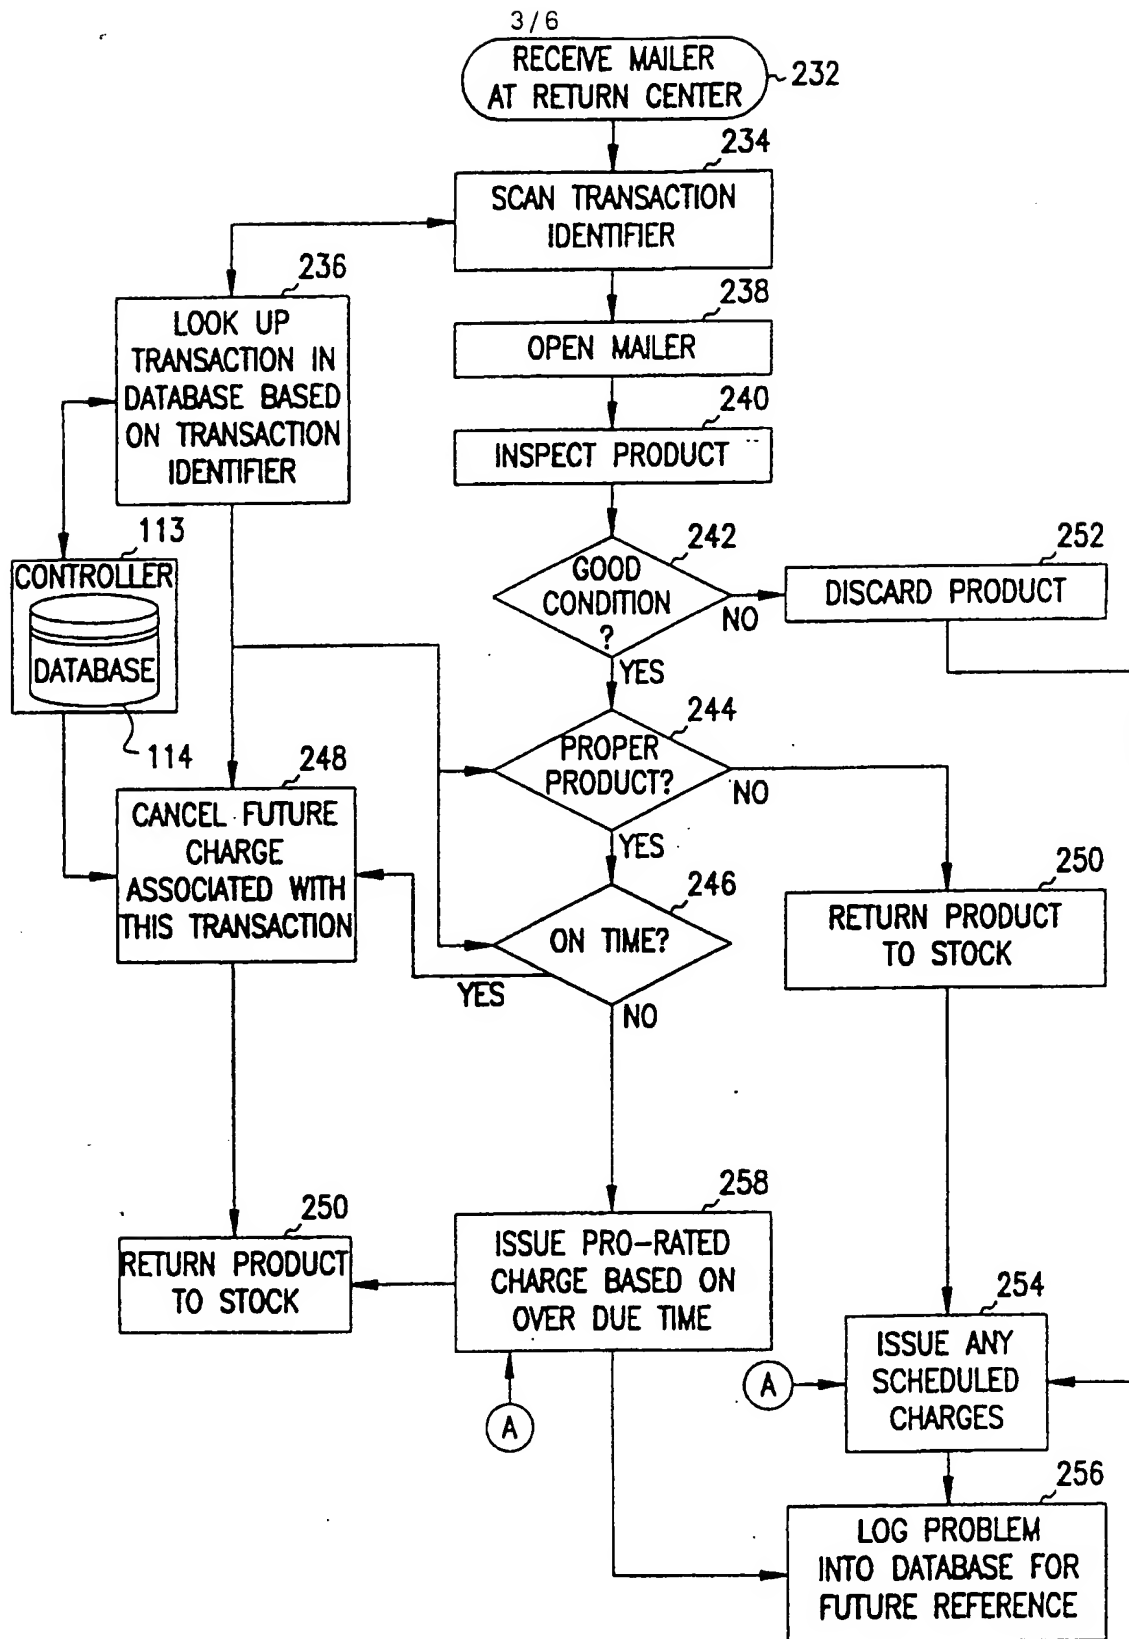 3/6
RECEIVE MAILER
AT RETURN CENTER
232
234
SCAN TRANSACTION
IDENTIFIER
236
LOOK UP
TRANSACTION IN
DATABASE BASED
ON TRANSACTION
IDENTIFIER
238
OPEN MAILER
240
INSPECT PRODUCT
113
CONTROLLER
DATABASE
114
242
GOOD
CONDITION
?
NO
YES
252
DISCARD PRODUCT
244
PROPER
PRODUCT?
NO
YES
248
CANCEL FUTURE
CHARGE
ASSOCIATED WITH
THIS TRANSACTION
246
ON TIME?
YES
NO
250
RETURN PRODUCT
TO STOCK
250
RETURN PRODUCT
TO STOCK
258
ISSUE PRO-RATED
CHARGE BASED ON
OVER DUE TIME
A
254
ISSUE ANY
SCHEDULED
CHARGES
A
256
LOG PROBLEM
INTO DATABASE FOR
FUTURE REFERENCE